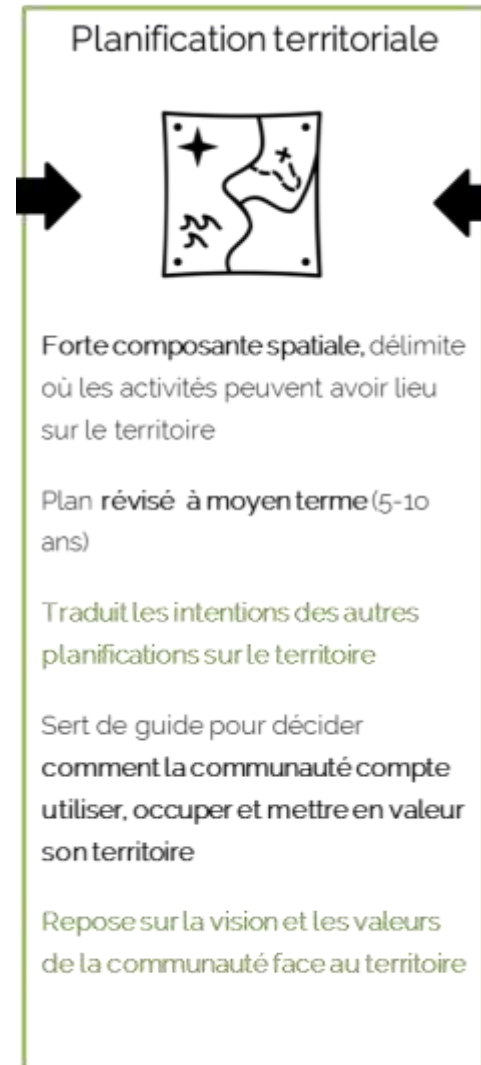 Planification territoriale
Forte composante spatiale, délimite
où les activités peuvent avoir lieu
sur le territoire
Plan révisé à moyen terme (5-10
ans)
Traduit les intentions des autres
planifications sur le territoire
Sert de guide pour décider
comment la communauté compte
utiliser, occuper et mettre en valeur
son territoire
Repose sur la vision et les valeurs
de la communauté face au territoire